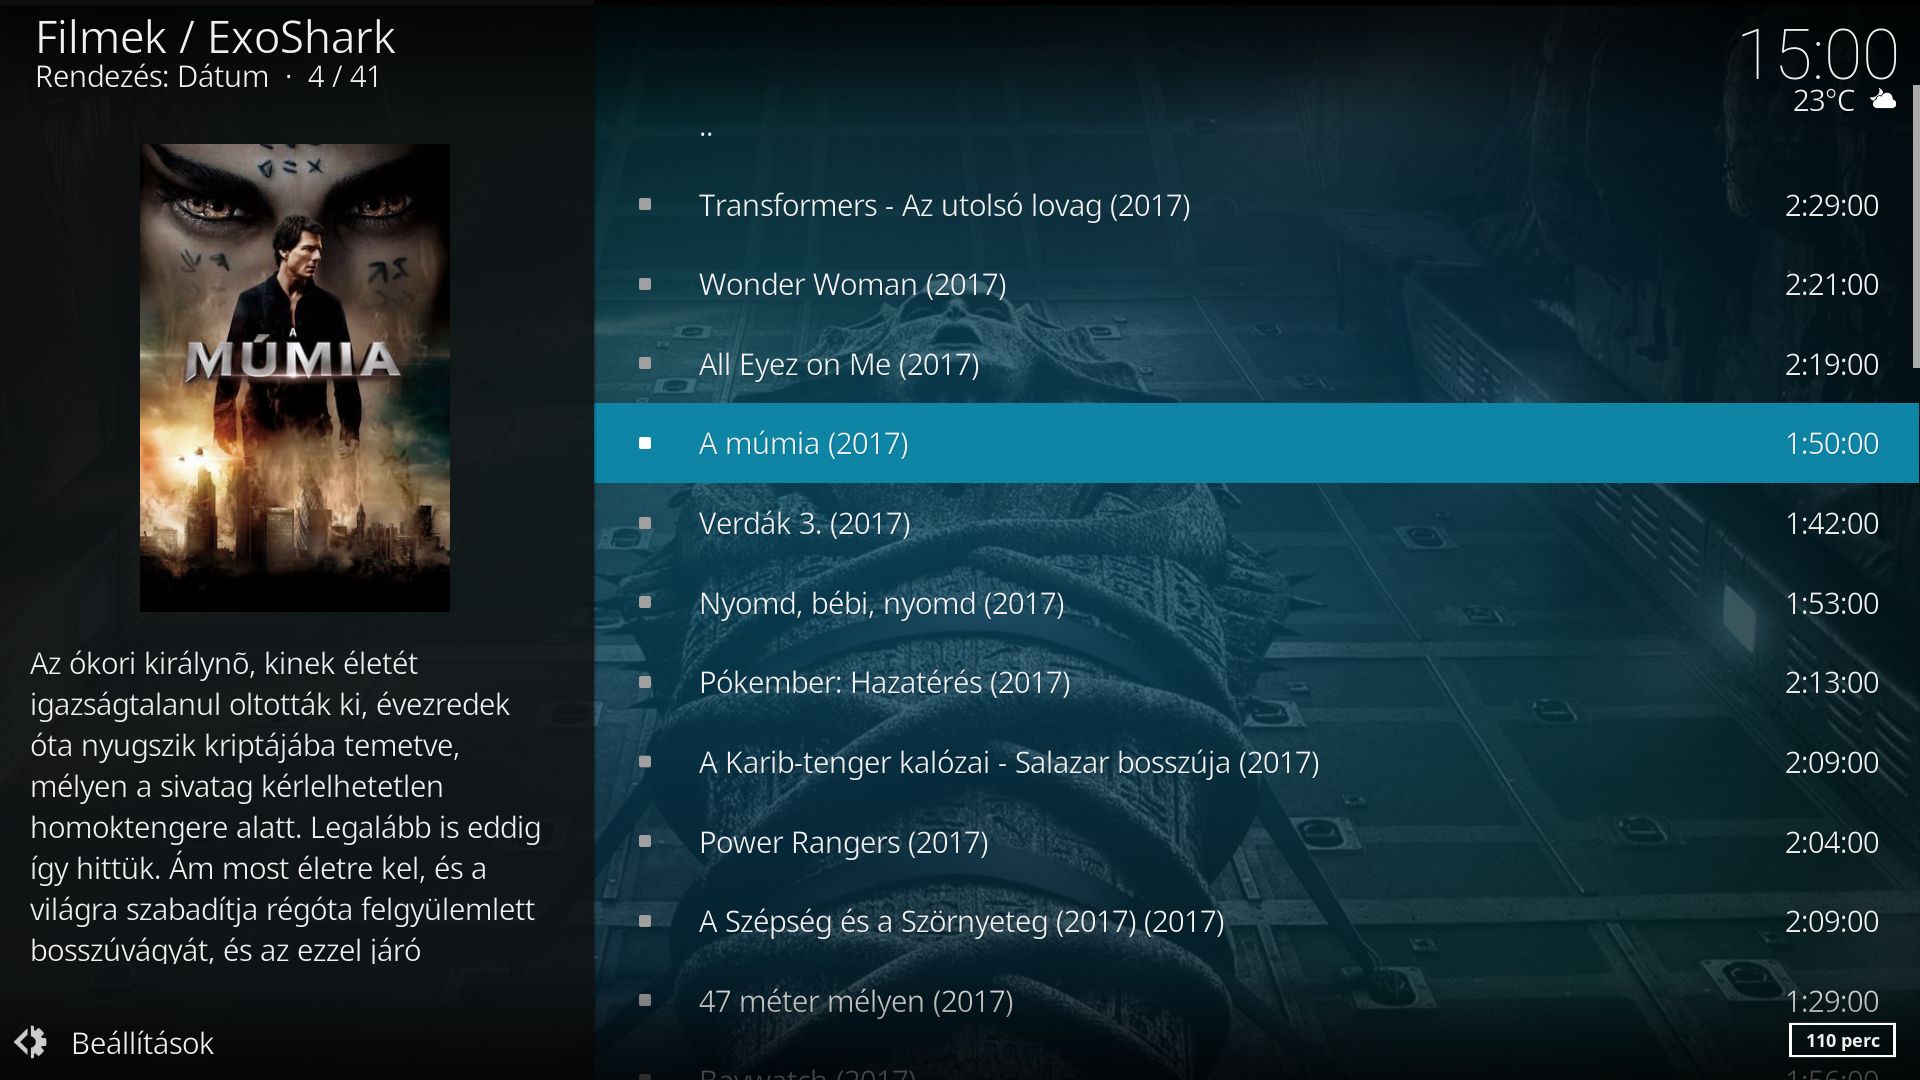 Filmek / ExoShark
Rendezés: Dátum · 4 / 41
15:00
23°C
A
MÚMIA
Az ókori királynõ, kinek életét
igazságtalanul oltották ki, évezredek
óta nyugszik kriptájába temetve,
mélyen a sivatag kérlelhetetlen
homoktengere alatt. Legalább is eddig
így hittük. Ám most életre kel, és a
világra szabadítja régóta felgyülemlett
bosszúvágyát, és az ezzel járó
Beállítások
..
Transformers - Az utolsó lovag (2017) 2:29:00
Wonder Woman (2017) 2:21:00
All Eyez on Me (2017) 2:19:00
A múmia (2017) 1:50:00
Verdák 3. (2017) 1:42:00
Nyomd, bébi, nyomd (2017) 1:53:00
Pókember: Hazatérés (2017) 2:13:00
A Karib-tenger kalózai - Salazar bosszúja (2017) 2:09:00
Power Rangers (2017) 2:04:00
A Szépség és a Szörnyeteg (2017) (2017) 2:09:00
47 méter mélyen (2017) 1:29:00
110 perc
Baywatch (2017) 1:56:00